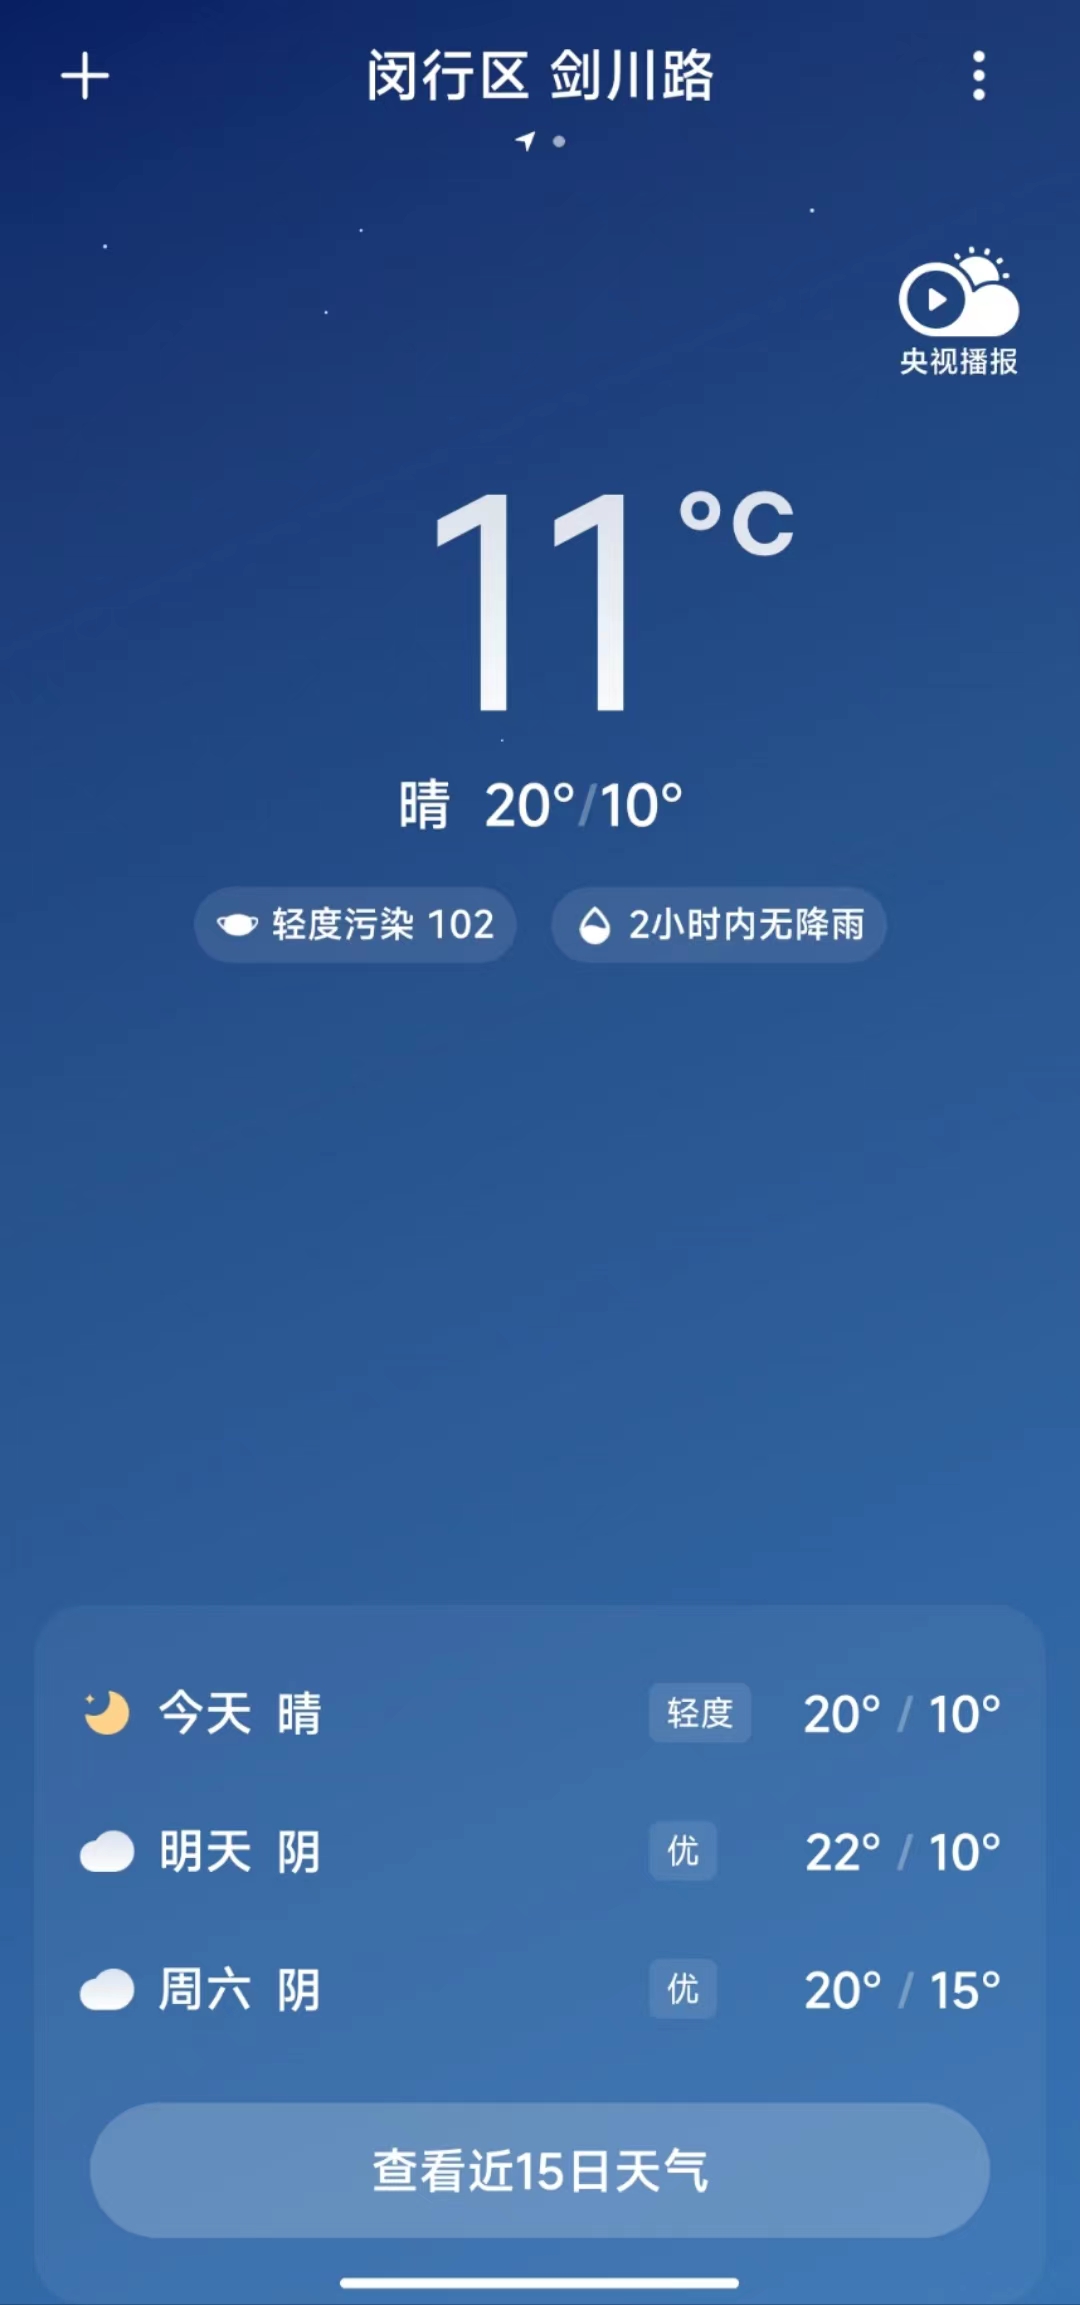 闵行区 剑川路
央视播报
11°C
晴 20°/10°
轻度污染 102 2小时内无降雨
今天 晴 轻度 20° / 10°
明天 阴 优 22° / 10°
周六 阴 优 20° / 15°
查看近15日天气